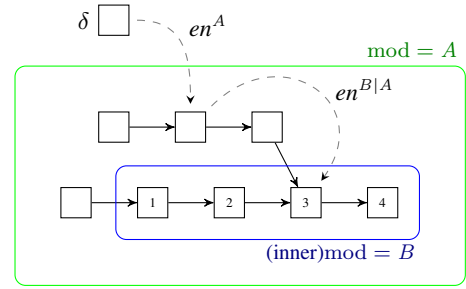 δ
en^A
mod = A
en^{B|A}
1 2 3 4
(inner)mod = B